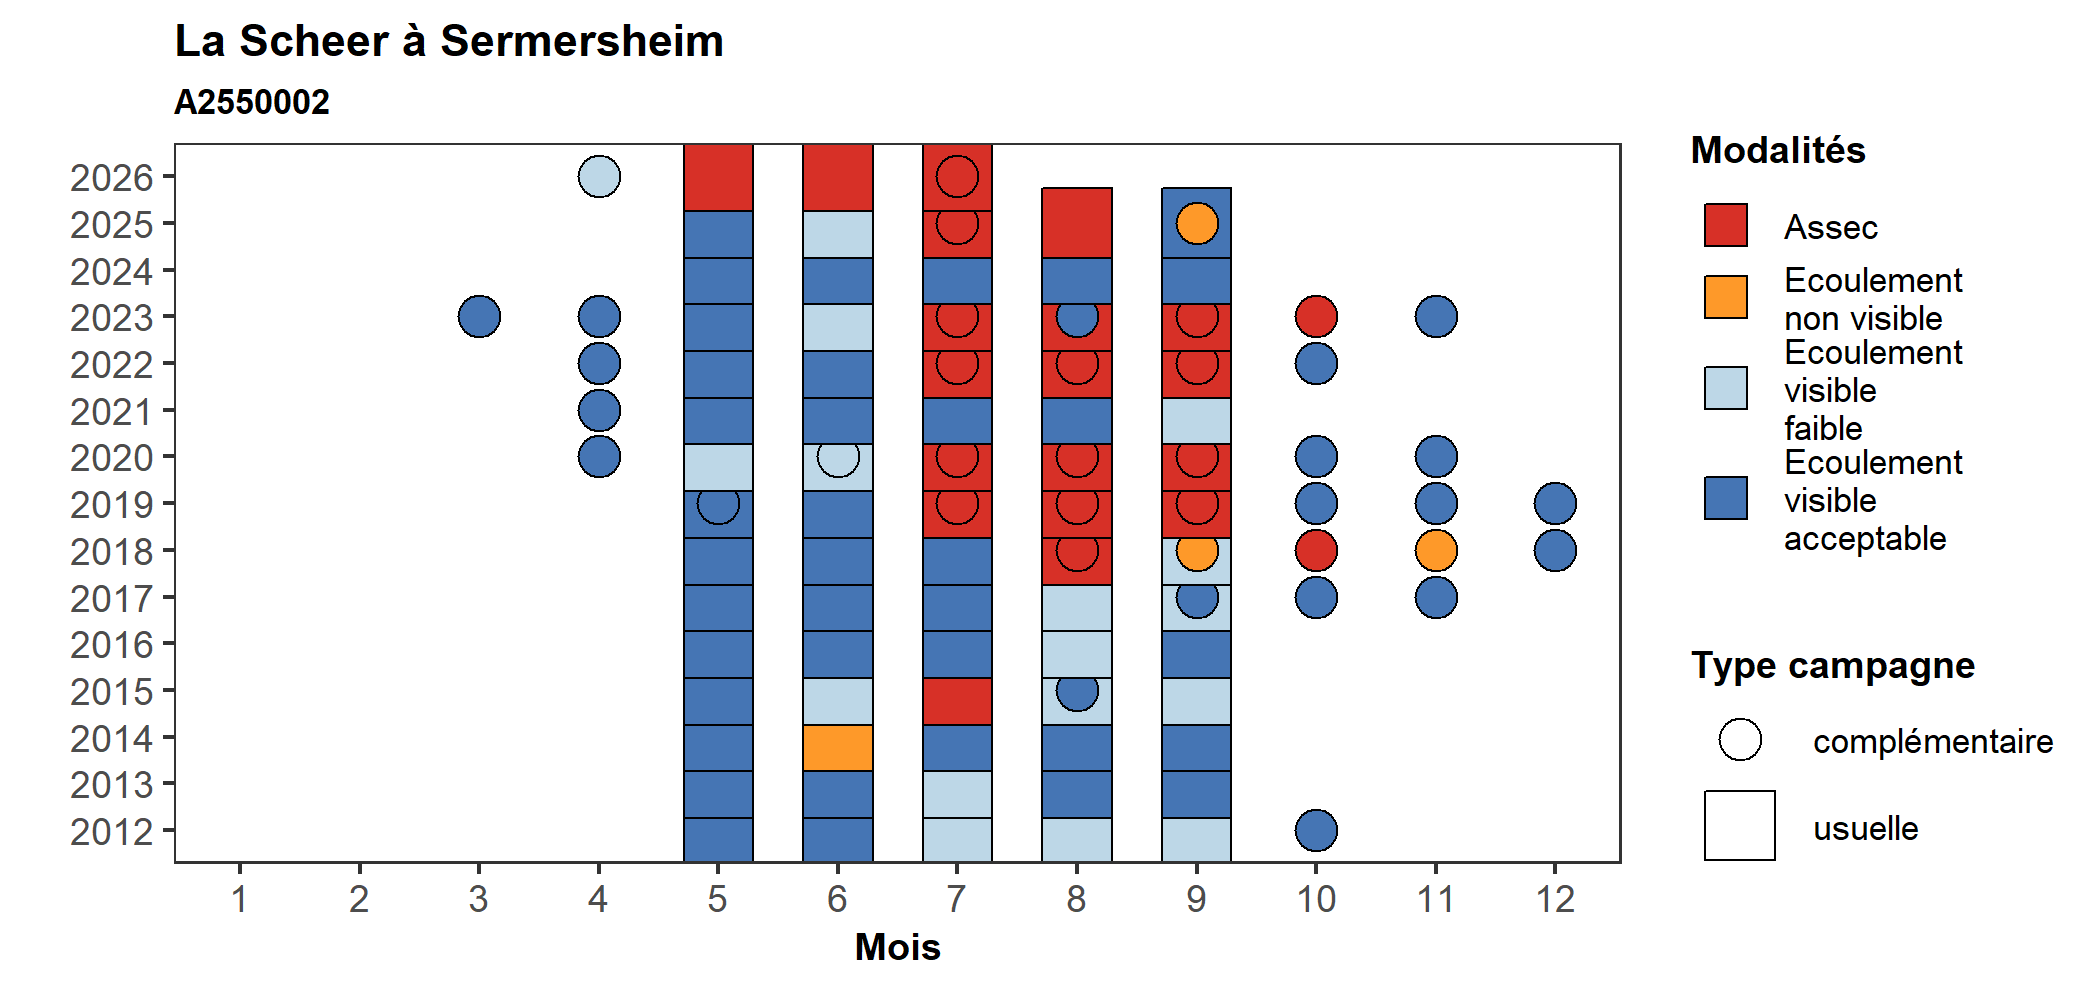 La Scheer à Sermersheim
A2550002
2026
2025
2024
2023
2022
2021
2020
2019
2018
2017
2016
2015
2014
2013
2012
1 2 3 4 5 6 7 8 9 10 11 12
Mois
Modalités
Assec
Ecoulement
non visible
Ecoulement
visible
faible
Ecoulement
visible
acceptable
Type campagne
complémentaire
usuelle